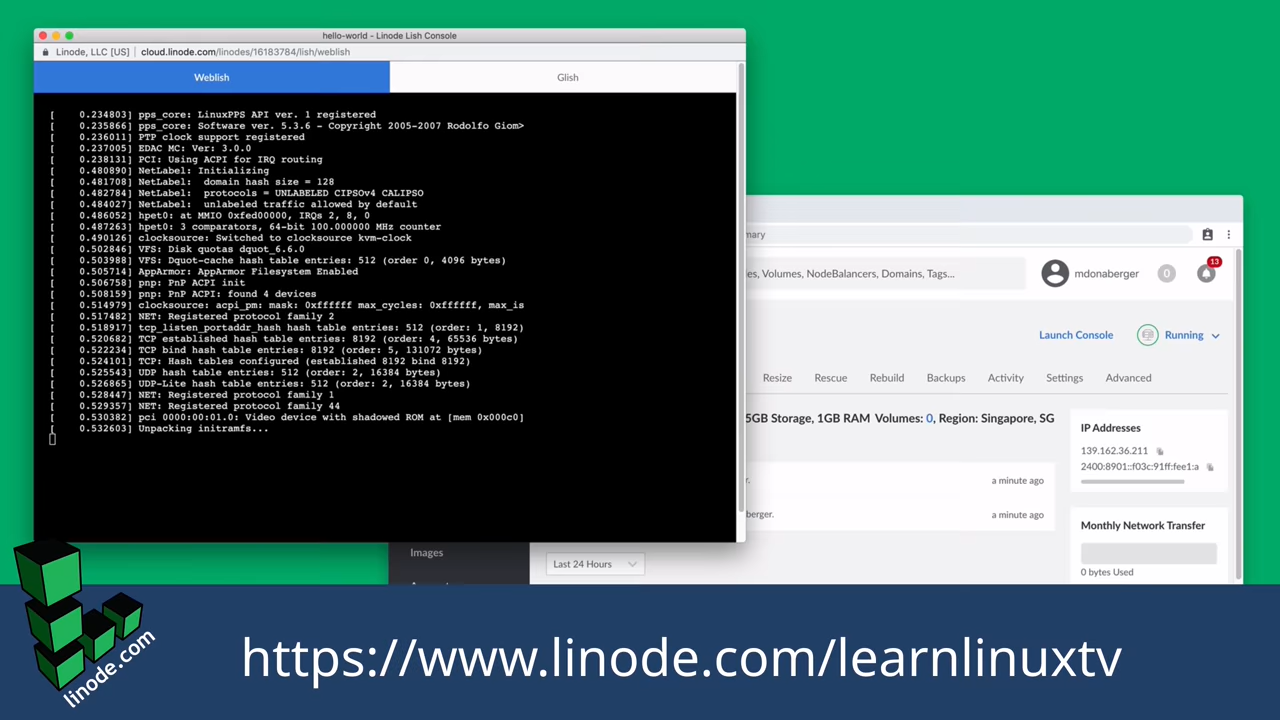 hello-world - Linode Lish Console
Linode, LLC [US] cloud.linode.com/linodes/16183784/lish/weblish
Weblish Glish
[    0.234803] pps_core: LinuxPPS API ver. 1 registered
[    0.235866] pps_core: Software ver. 5.3.6 - Copyright 2005-2007 Rodolfo Giom>
[    0.236011] PTP clock support registered
[    0.237005] EDAC MC: Ver: 3.0.0
[    0.238131] PCI: Using ACPI for IRQ routing
[    0.480890] NetLabel: Initializing
[    0.481708] NetLabel:  domain hash size = 128
[    0.482784] NetLabel:  protocols = UNLABELED CIPSOv4 CALIPSO
[    0.484027] NetLabel:  unlabeled traffic allowed by default
[    0.486052] hpet0: at MMIO 0xfed00000, IRQs 2, 8, 0
[    0.487263] hpet0: 3 comparators, 64-bit 100.000000 MHz counter
[    0.490126] clocksource: Switched to clocksource kvm-clock
[    0.502846] VFS: Disk quotas dquot_6.6.0
[    0.503988] VFS: Dquot-cache hash table entries: 512 (order 0, 4096 bytes)
[    0.505714] AppArmor: AppArmor Filesystem Enabled
[    0.506758] pnp: PnP ACPI init
[    0.508159] pnp: PnP ACPI: found 4 devices
[    0.514979] clocksource: acpi_pm: mask: 0xffffff max_cycles: 0xffffff, max_is
[    0.517482] NET: Registered protocol family 2
[    0.518917] tcp_listen_portaddr_hash hash table entries: 512 (order: 1, 8192)
[    0.520682] TCP established hash table entries: 8192 (order: 4, 65536 bytes)
[    0.522234] TCP bind hash table entries: 8192 (order: 5, 131072 bytes)
[    0.524101] TCP: Hash tables configured (established 8192 bind 8192)
[    0.525543] UDP hash table entries: 512 (order: 2, 16384 bytes)
[    0.526865] UDP-Lite hash table entries: 512 (order: 2, 16384 bytes)
[    0.528447] NET: Registered protocol family 1
[    0.529357] NET: Registered protocol family 44
[    0.530382] pci 0000:00:01.0: Video device with shadowed ROM at [mem 0x000c0]
[    0.532603] Unpacking initramfs...
mary
es, Volumes, NodeBalancers, Domains, Tags... mdonaberger 0 13
Launch Console Running
Resize Rescue Rebuild Backups Activity Settings Advanced
5GB Storage, 1GB RAM Volumes: 0, Region: Singapore, SG
IP Addresses
139.162.36.211
2400:8901::f03c:91ff:fee1:a
r. a minute ago
berger. a minute ago
Monthly Network Transfer
0 bytes Used
Images
Last 24 Hours
linode.com
https://www.linode.com/learnlinuxtv